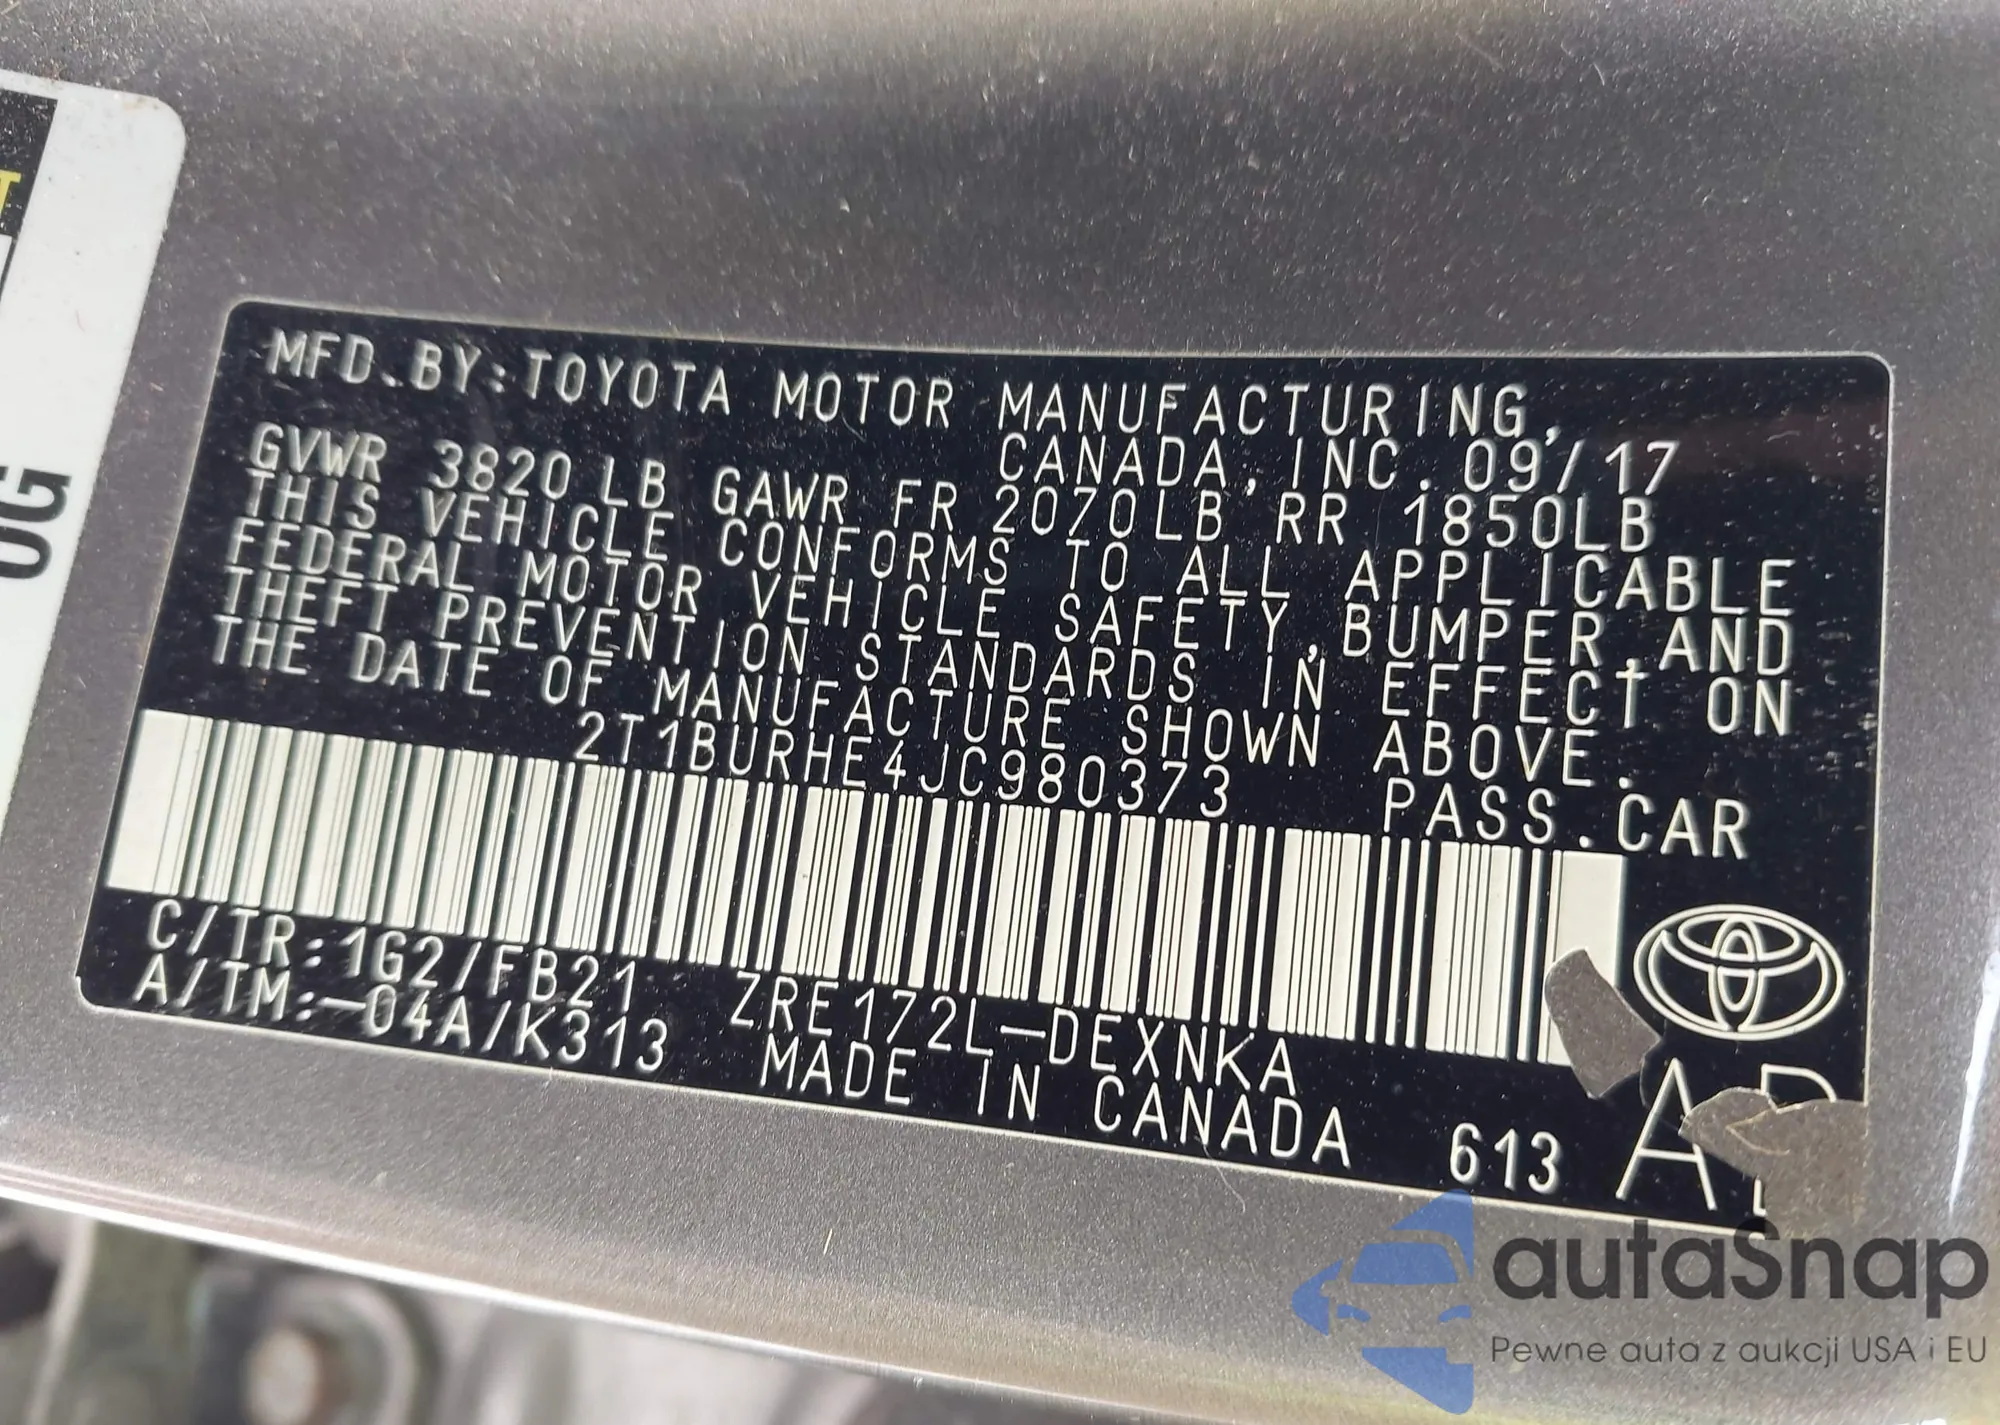 T
OG
MFD.BY:TOYOTA MOTOR MANUFACTURING,
CANADA, INC. 09/17
GVWR 3820 LB GAWR FR 2070LB RR 1850LB
THIS VEHICLE CONFORMS TO ALL APPLICABLE
FEDERAL MOTOR VEHICLE SAFETY, BUMPER, AND
THEFT PREVENTION STANDARDS IN EFFECT ON
THE DATE OF MANUFACTURE SHOWN ABOVE.
2T1BURHE4JC980373 PASS.CAR
C/TR:1G2/FB21 ZRE172L-DEXNKA
A/TM:-04A/K313 MADE IN CANADA 613
A
autaSnap
Pewne auta z aukcji USA i EU